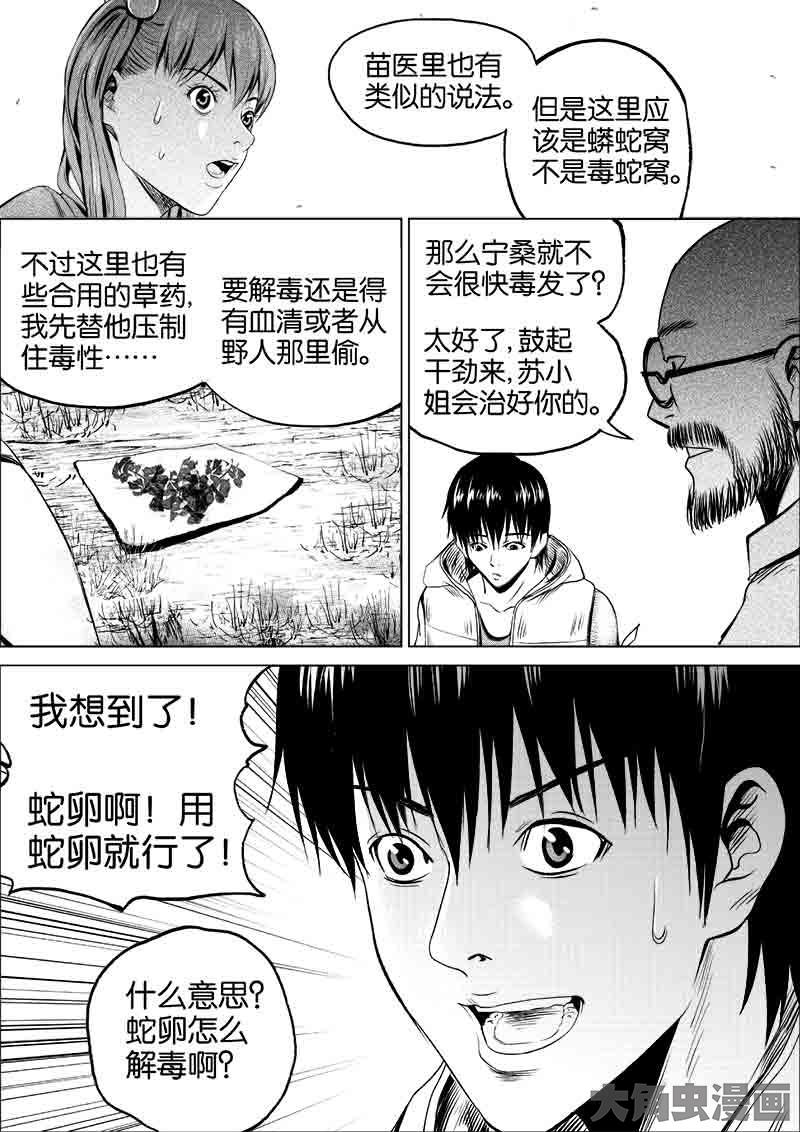 苗医里也有
类似的说法。
但是这里应
该是蟒蛇窝
不是毒蛇窝。
不过这里也有
些合用的草药,
我先替他压制
住毒性……
要解毒还是得
有血清或者从
野人那里偷。
那么宁桑就不
会很快毒发了?
太好了,鼓起
干劲来,苏小
姐会治好你的。
我想到了!
蛇卵啊!用
蛇卵就行了!
什么意思?
蛇卵怎么
解毒啊?
大角虫漫画